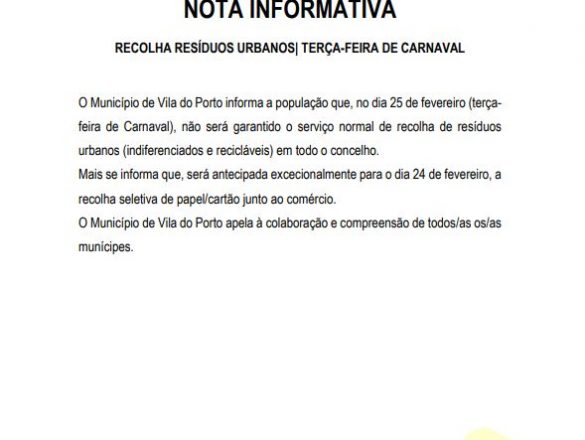 NOTA INFORMATIVA
RECOLHA RESÍDUOS URBANOS| TERÇA-FEIRA DE CARNAVAL
O Município de Vila do Porto informa a população que, no dia 25 de fevereiro (terça-
feira de Carnaval), não será garantido o serviço normal de recolha de resíduos
urbanos (indiferenciados e recicláveis) em todo o concelho.
Mais se informa que, será antecipada excecionalmente para o dia 24 de fevereiro, a
recolha seletiva de papel/cartão junto ao comércio.
O Município de Vila do Porto apela à colaboração e compreensão de todos/as os/as
munícipes.